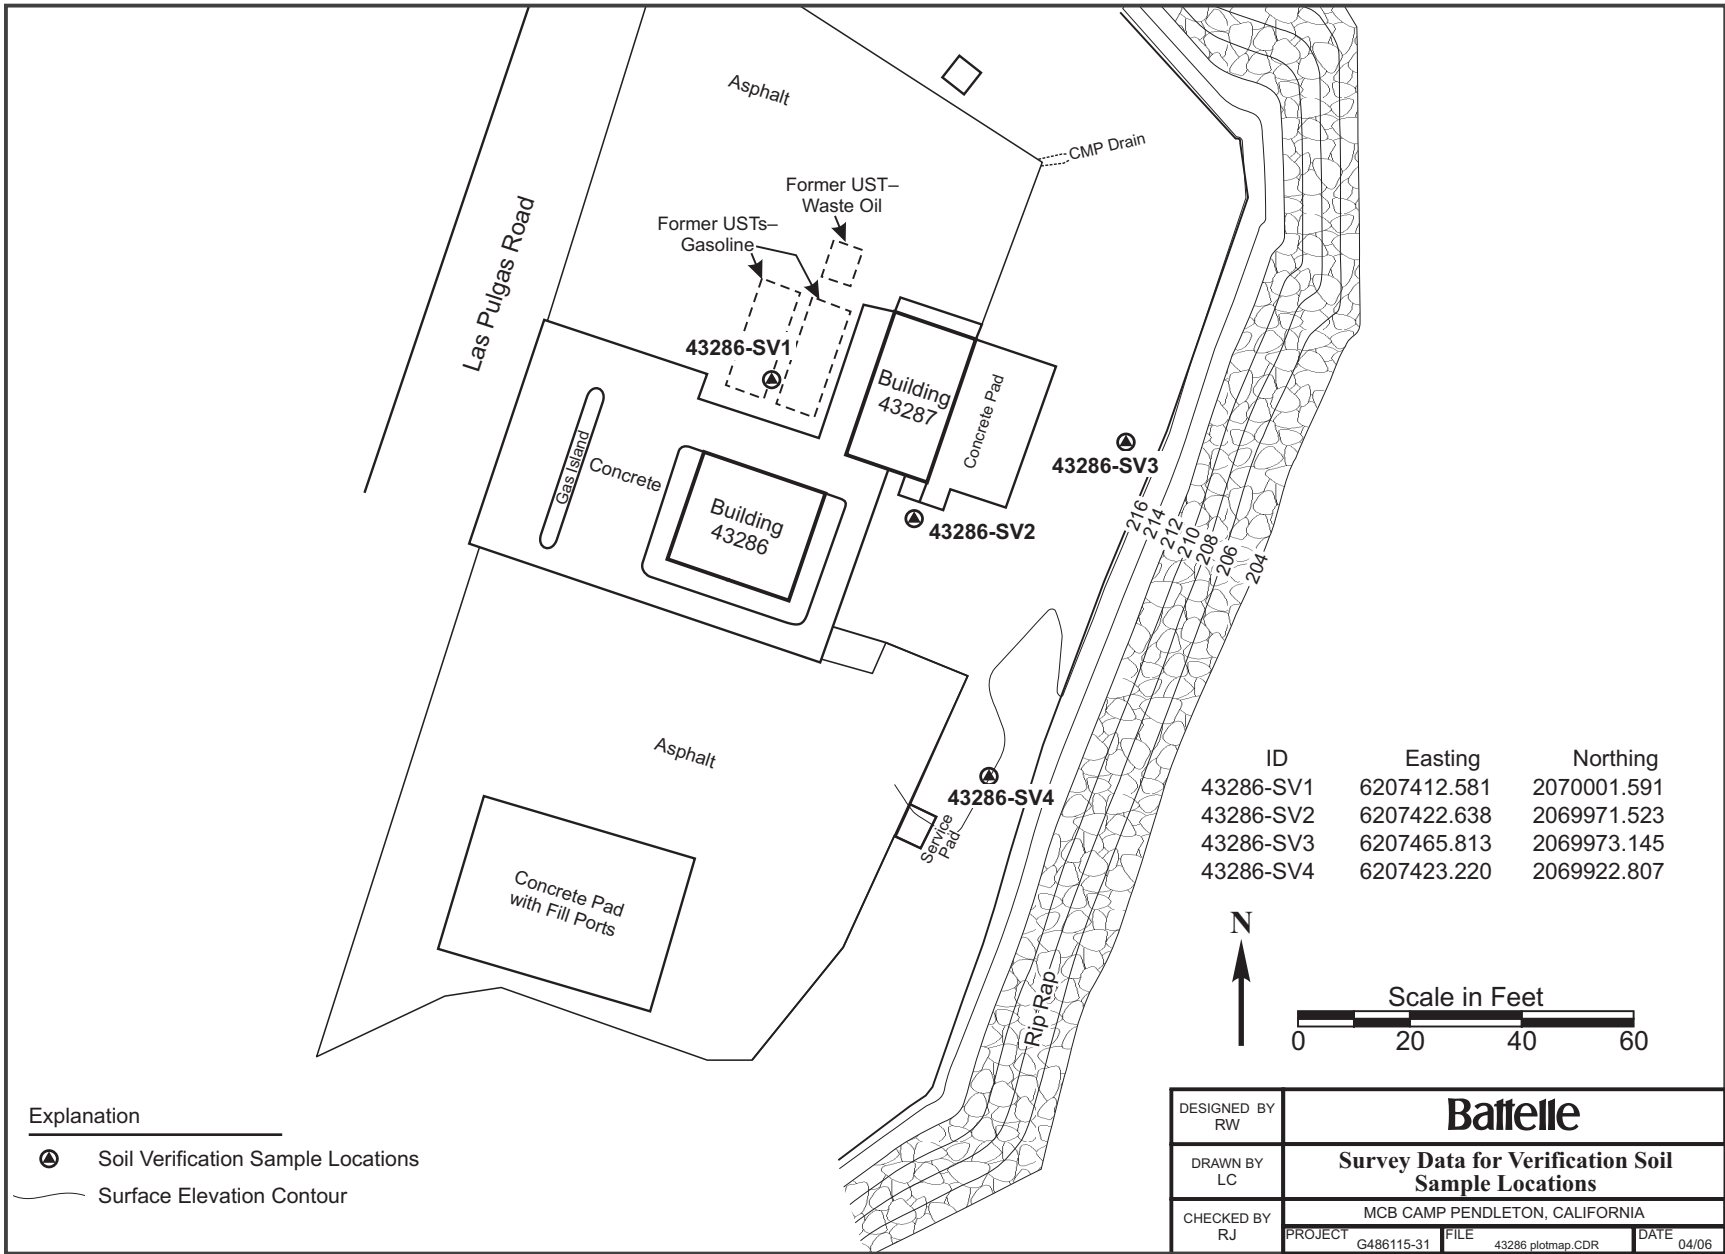 Asphalt
CMP Drain
Former UST–
Waste Oil
Former USTs–
Gasoline
Las Pulgas Road
43286-SV1
Building
43287
Concrete Pad
Gas Island
Concrete
43286-SV3
Building
43286
43286-SV2
216
214
212
210
208
206
204
Asphalt
43286-SV4
Service
Pad
Concrete Pad
with Fill Ports
Rip Rap
ID Easting Northing
43286-SV1 6207412.581 2070001.591
43286-SV2 6207422.638 2069971.523
43286-SV3 6207465.813 2069973.145
43286-SV4 6207423.220 2069922.807
N
Scale in Feet
0 20 40 60
Explanation
Soil Verification Sample Locations
Surface Elevation Contour
DESIGNED BY
RW
Battelle
DRAWN BY
LC
Survey Data for Verification Soil
Sample Locations
CHECKED BY
RJ
MCB CAMP PENDLETON, CALIFORNIA
PROJECT G486115-31 FILE 43286 plotmap.CDR DATE 04/06